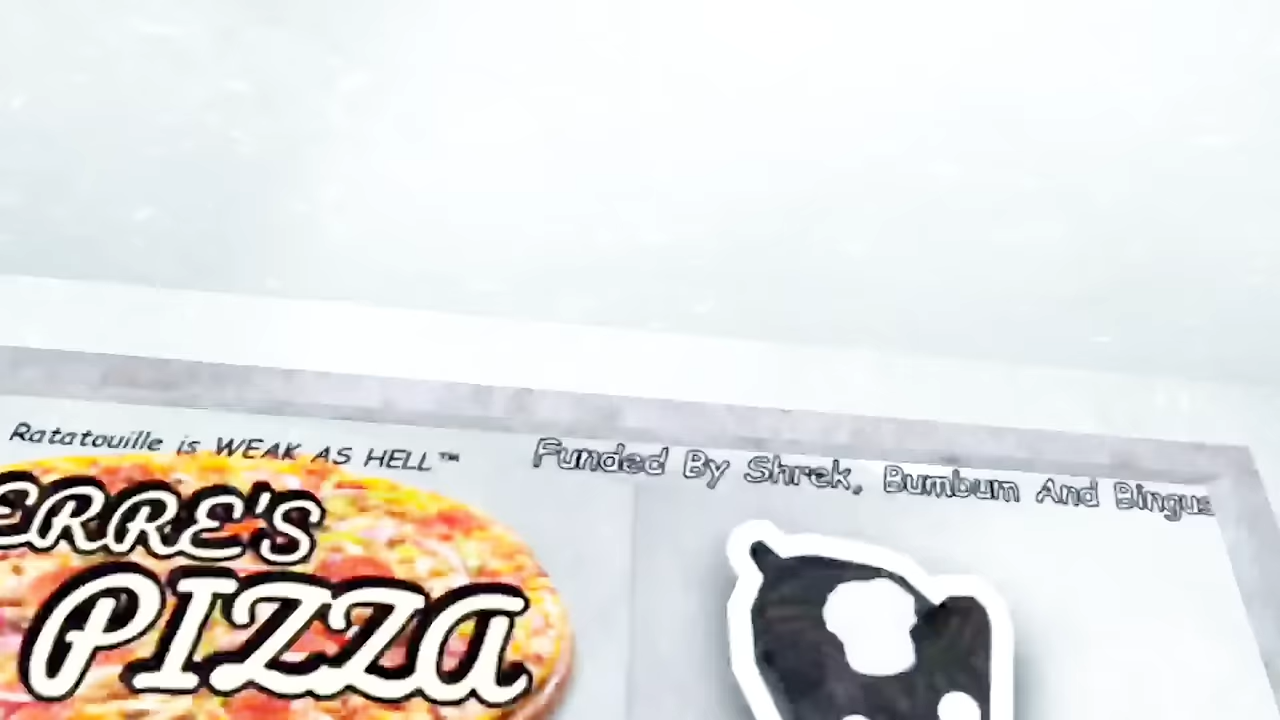 Ratatouille is WEAK AS HELL™
Funded By Shrek, Bumbum And Bingus
ERRE'S
PIZZA